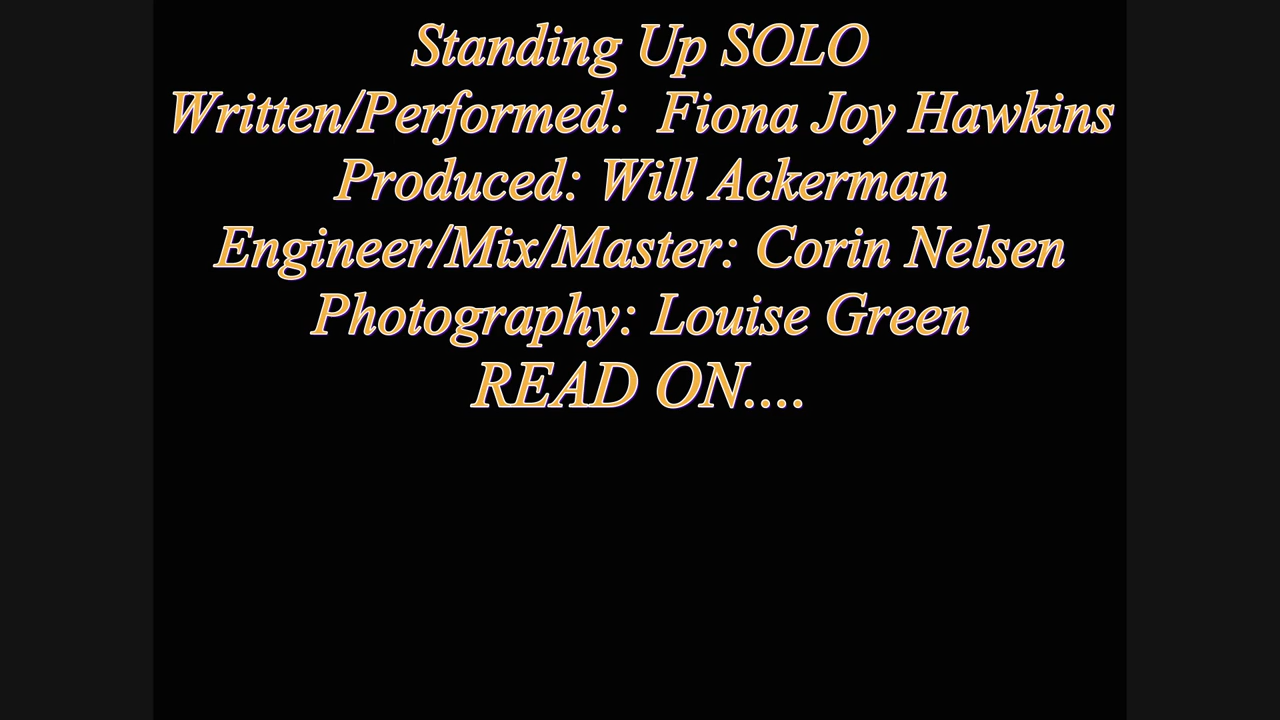 Standing Up SOLO
Written/Performed:  Fiona Joy Hawkins
Produced: Will Ackerman
Engineer/Mix/Master: Corin Nelsen
Photography: Louise Green
READ ON....